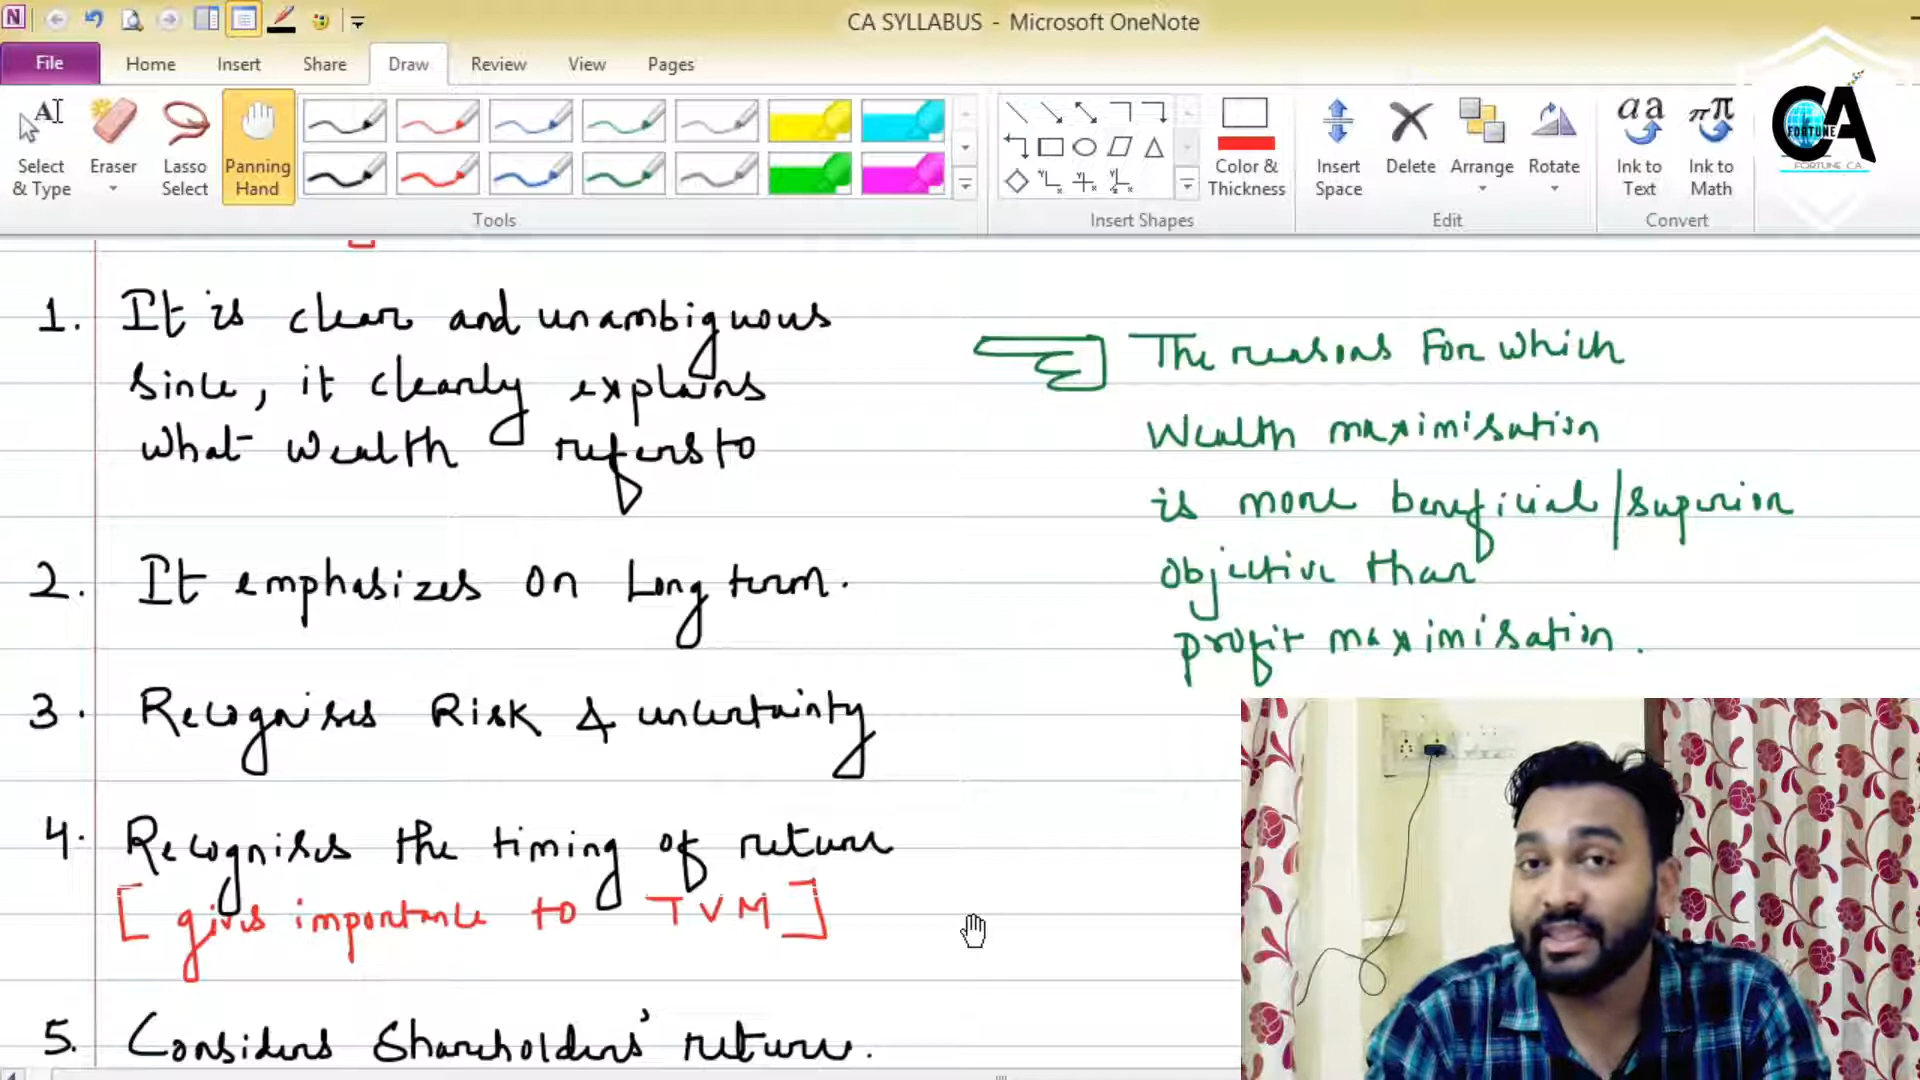 CA SYLLABUS - Microsoft OneNote
File Home Insert Share Draw Review View Pages
Select & Type
Eraser
Lasso Select
Panning Hand
Color & Thickness
Insert Space
Delete
Arrange
Rotate
Ink to Text
Ink to Math
Tools
Insert Shapes
Edit
Convert
CA
FORTUNE
FORTUNE CA
1. It is clear and unambiguous
since, it clearly explains
what wealth refers to
2. It emphasizes on Long term.
3. Recognises Risk & uncertainty
4. Recognises the timing of return
[ gives importance to TVM ]
5. Considers Shareholders' return.
The reasons for which
Wealth maximisation
is more beneficial/superior
objective than
profit maximisation.